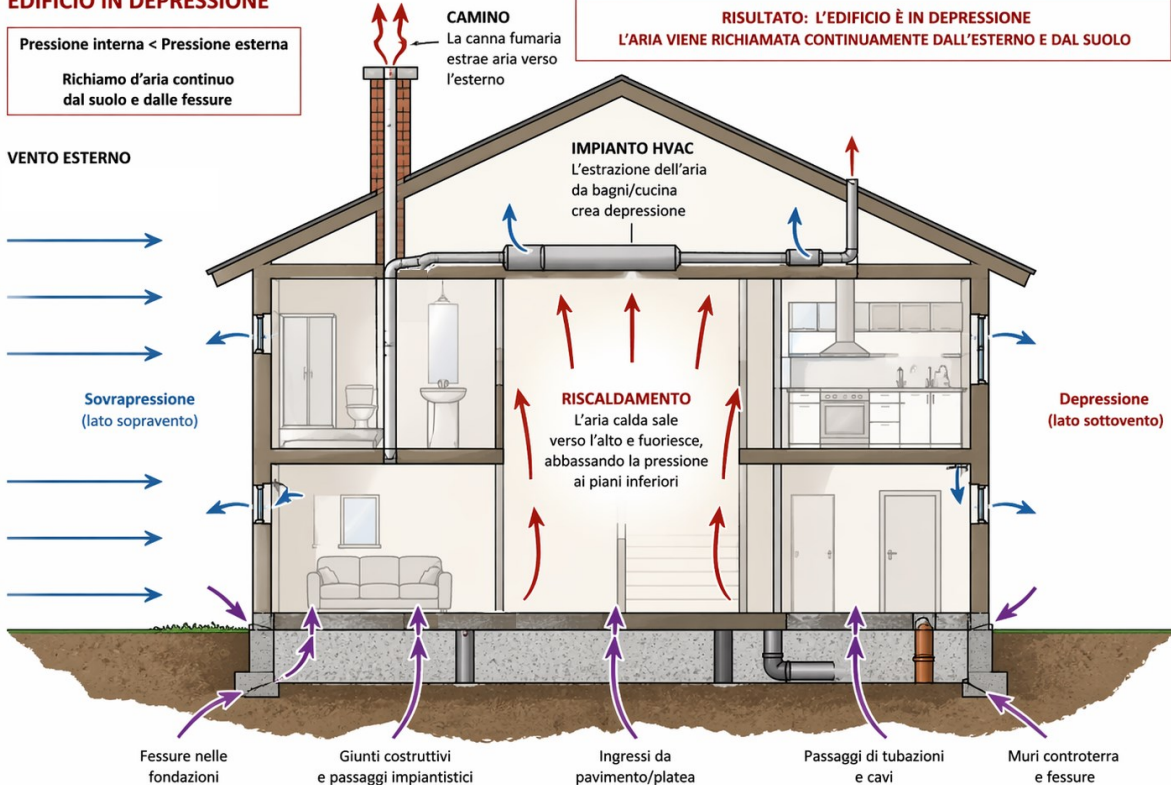 EDIFICIO IN DEPRESSIONE
Pressione interna < Pressione esterna
Richiamo d'aria continuo
dal suolo e dalle fessure
VENTO ESTERNO
CAMINO
La canna fumaria
estrae aria verso
l'esterno
RISULTATO: L'EDIFICIO È IN DEPRESSIONE
L'ARIA VIENE RICHIAMATA CONTINUAMENTE DALL'ESTERNO E DAL SUOLO
IMPIANTO HVAC
L'estrazione dell'aria
da bagni/cucina
crea depressione
Sovrapressione
(lato sopravento)
RISCALDAMENTO
L'aria calda sale
verso l'alto e fuoriesce,
abbassando la pressione
ai piani inferiori
Depressione
(lato sottovento)
Fessure nelle
fondazioni
Giunti costruttivi
e passaggi impiantistici
Ingressi da
pavimento/platea
Passaggi di tubazioni
e cavi
Muri controterra
e fessure